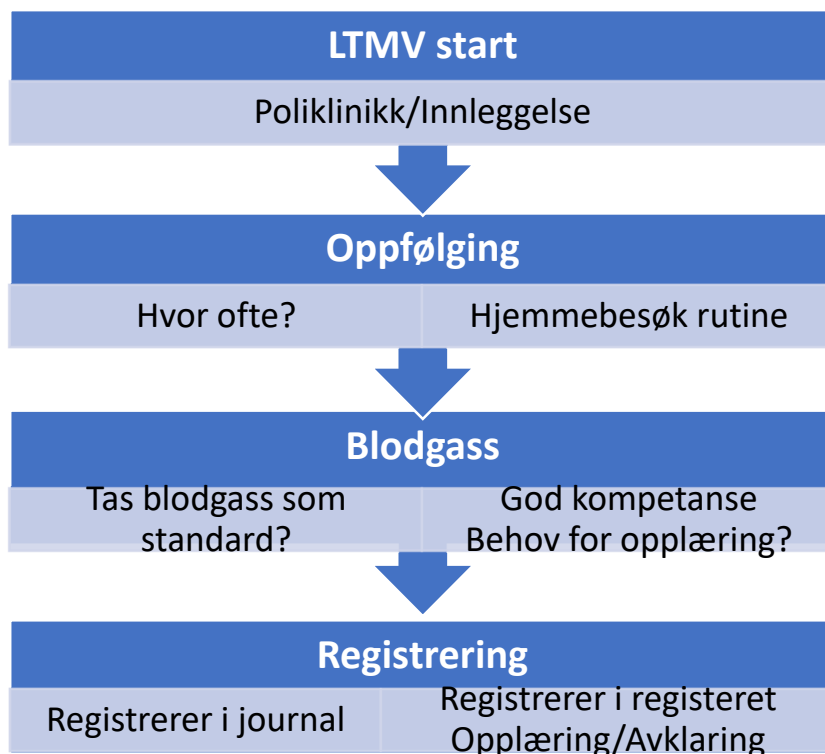 LTMV start
Poliklinikk/Innleggelse
Oppfølging
Hvor ofte?
Hjemmebesøk rutine
Blodgass
Tas blodgass som
standard?
God kompetanse
Behov for opplæring?
Registrering
Registrerer i journal
Registrerer i registeret
Opplæring/Avklaring